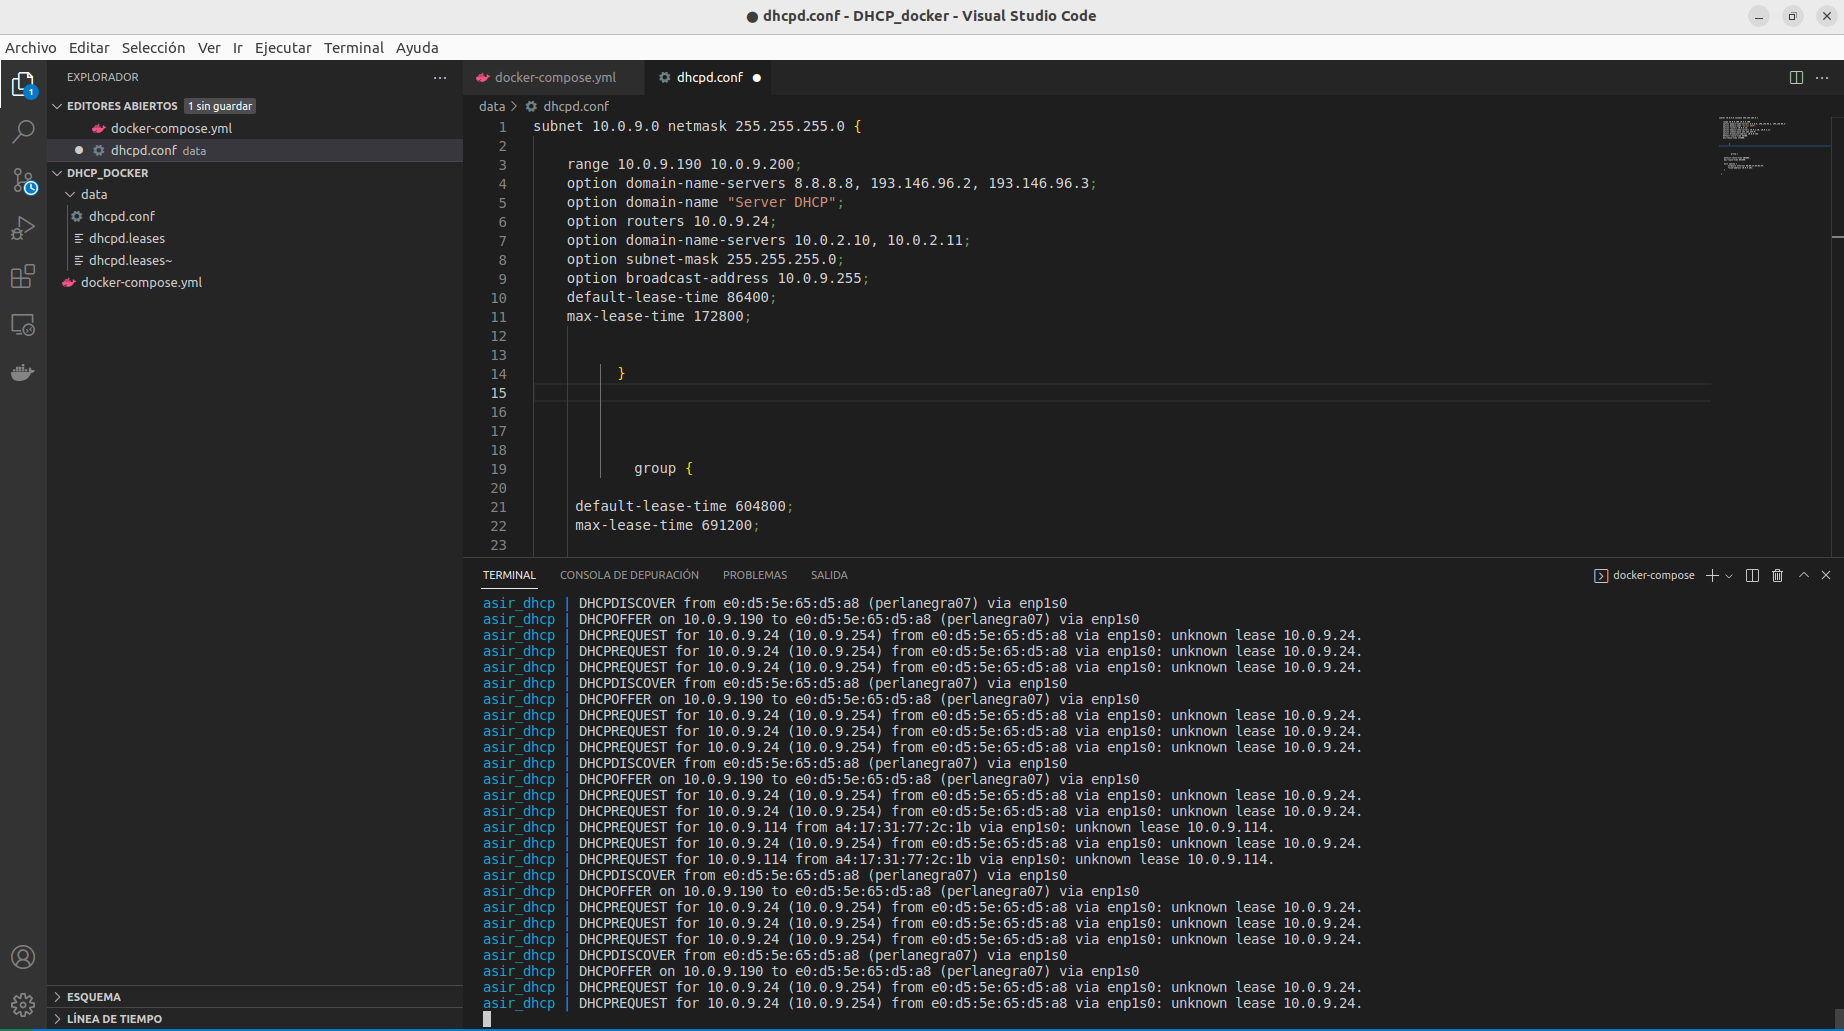 dhcpd.conf - DHCP_docker - Visual Studio Code
Archivo Editar Selección Ver Ir Ejecutar Terminal Ayuda
EXPLORADOR
EDITORES ABIERTOS 1 sin guardar
docker-compose.yml
dhcpd.conf data
DHCP_DOCKER
data
dhcpd.conf
dhcpd.leases
dhcpd.leases~
docker-compose.yml
ESQUEMA
LÍNEA DE TIEMPO
1
docker-compose.yml dhcpd.conf
data > dhcpd.conf
1 subnet 10.0.9.0 netmask 255.255.255.0 {
2
3 range 10.0.9.190 10.0.9.200;
4 option domain-name-servers 8.8.8.8, 193.146.96.2, 193.146.96.3;
5 option domain-name "Server DHCP";
6 option routers 10.0.9.24;
7 option domain-name-servers 10.0.2.10, 10.0.2.11;
8 option subnet-mask 255.255.255.0;
9 option broadcast-address 10.0.9.255;
10 default-lease-time 86400;
11 max-lease-time 172800;
12
13
14 }
15
16
17
18
19 group {
20
21 default-lease-time 604800;
22 max-lease-time 691200;
23
TERMINAL CONSOLA DE DEPURACIÓN PROBLEMAS SALIDA docker-compose
asir_dhcp | DHCPDISCOVER from e0:d5:5e:65:d5:a8 (perlanegra07) via enp1s0
asir_dhcp | DHCPOFFER on 10.0.9.190 to e0:d5:5e:65:d5:a8 (perlanegra07) via enp1s0
asir_dhcp | DHCPREQUEST for 10.0.9.24 (10.0.9.254) from e0:d5:5e:65:d5:a8 via enp1s0: unknown lease 10.0.9.24.
asir_dhcp | DHCPREQUEST for 10.0.9.24 (10.0.9.254) from e0:d5:5e:65:d5:a8 via enp1s0: unknown lease 10.0.9.24.
asir_dhcp | DHCPREQUEST for 10.0.9.24 (10.0.9.254) from e0:d5:5e:65:d5:a8 via enp1s0: unknown lease 10.0.9.24.
asir_dhcp | DHCPDISCOVER from e0:d5:5e:65:d5:a8 (perlanegra07) via enp1s0
asir_dhcp | DHCPOFFER on 10.0.9.190 to e0:d5:5e:65:d5:a8 (perlanegra07) via enp1s0
asir_dhcp | DHCPREQUEST for 10.0.9.24 (10.0.9.254) from e0:d5:5e:65:d5:a8 via enp1s0: unknown lease 10.0.9.24.
asir_dhcp | DHCPREQUEST for 10.0.9.24 (10.0.9.254) from e0:d5:5e:65:d5:a8 via enp1s0: unknown lease 10.0.9.24.
asir_dhcp | DHCPREQUEST for 10.0.9.24 (10.0.9.254) from e0:d5:5e:65:d5:a8 via enp1s0: unknown lease 10.0.9.24.
asir_dhcp | DHCPDISCOVER from e0:d5:5e:65:d5:a8 (perlanegra07) via enp1s0
asir_dhcp | DHCPOFFER on 10.0.9.190 to e0:d5:5e:65:d5:a8 (perlanegra07) via enp1s0
asir_dhcp | DHCPREQUEST for 10.0.9.24 (10.0.9.254) from e0:d5:5e:65:d5:a8 via enp1s0: unknown lease 10.0.9.24.
asir_dhcp | DHCPREQUEST for 10.0.9.24 (10.0.9.254) from e0:d5:5e:65:d5:a8 via enp1s0: unknown lease 10.0.9.24.
asir_dhcp | DHCPREQUEST for 10.0.9.114 from a4:17:31:77:2c:1b via enp1s0: unknown lease 10.0.9.114.
asir_dhcp | DHCPREQUEST for 10.0.9.24 (10.0.9.254) from e0:d5:5e:65:d5:a8 via enp1s0: unknown lease 10.0.9.24.
asir_dhcp | DHCPREQUEST for 10.0.9.114 from a4:17:31:77:2c:1b via enp1s0: unknown lease 10.0.9.114.
asir_dhcp | DHCPDISCOVER from e0:d5:5e:65:d5:a8 (perlanegra07) via enp1s0
asir_dhcp | DHCPOFFER on 10.0.9.190 to e0:d5:5e:65:d5:a8 (perlanegra07) via enp1s0
asir_dhcp | DHCPREQUEST for 10.0.9.24 (10.0.9.254) from e0:d5:5e:65:d5:a8 via enp1s0: unknown lease 10.0.9.24.
asir_dhcp | DHCPREQUEST for 10.0.9.24 (10.0.9.254) from e0:d5:5e:65:d5:a8 via enp1s0: unknown lease 10.0.9.24.
asir_dhcp | DHCPREQUEST for 10.0.9.24 (10.0.9.254) from e0:d5:5e:65:d5:a8 via enp1s0: unknown lease 10.0.9.24.
asir_dhcp | DHCPDISCOVER from e0:d5:5e:65:d5:a8 (perlanegra07) via enp1s0
asir_dhcp | DHCPOFFER on 10.0.9.190 to e0:d5:5e:65:d5:a8 (perlanegra07) via enp1s0
asir_dhcp | DHCPREQUEST for 10.0.9.24 (10.0.9.254) from e0:d5:5e:65:d5:a8 via enp1s0: unknown lease 10.0.9.24.
asir_dhcp | DHCPREQUEST for 10.0.9.24 (10.0.9.254) from e0:d5:5e:65:d5:a8 via enp1s0: unknown lease 10.0.9.24.